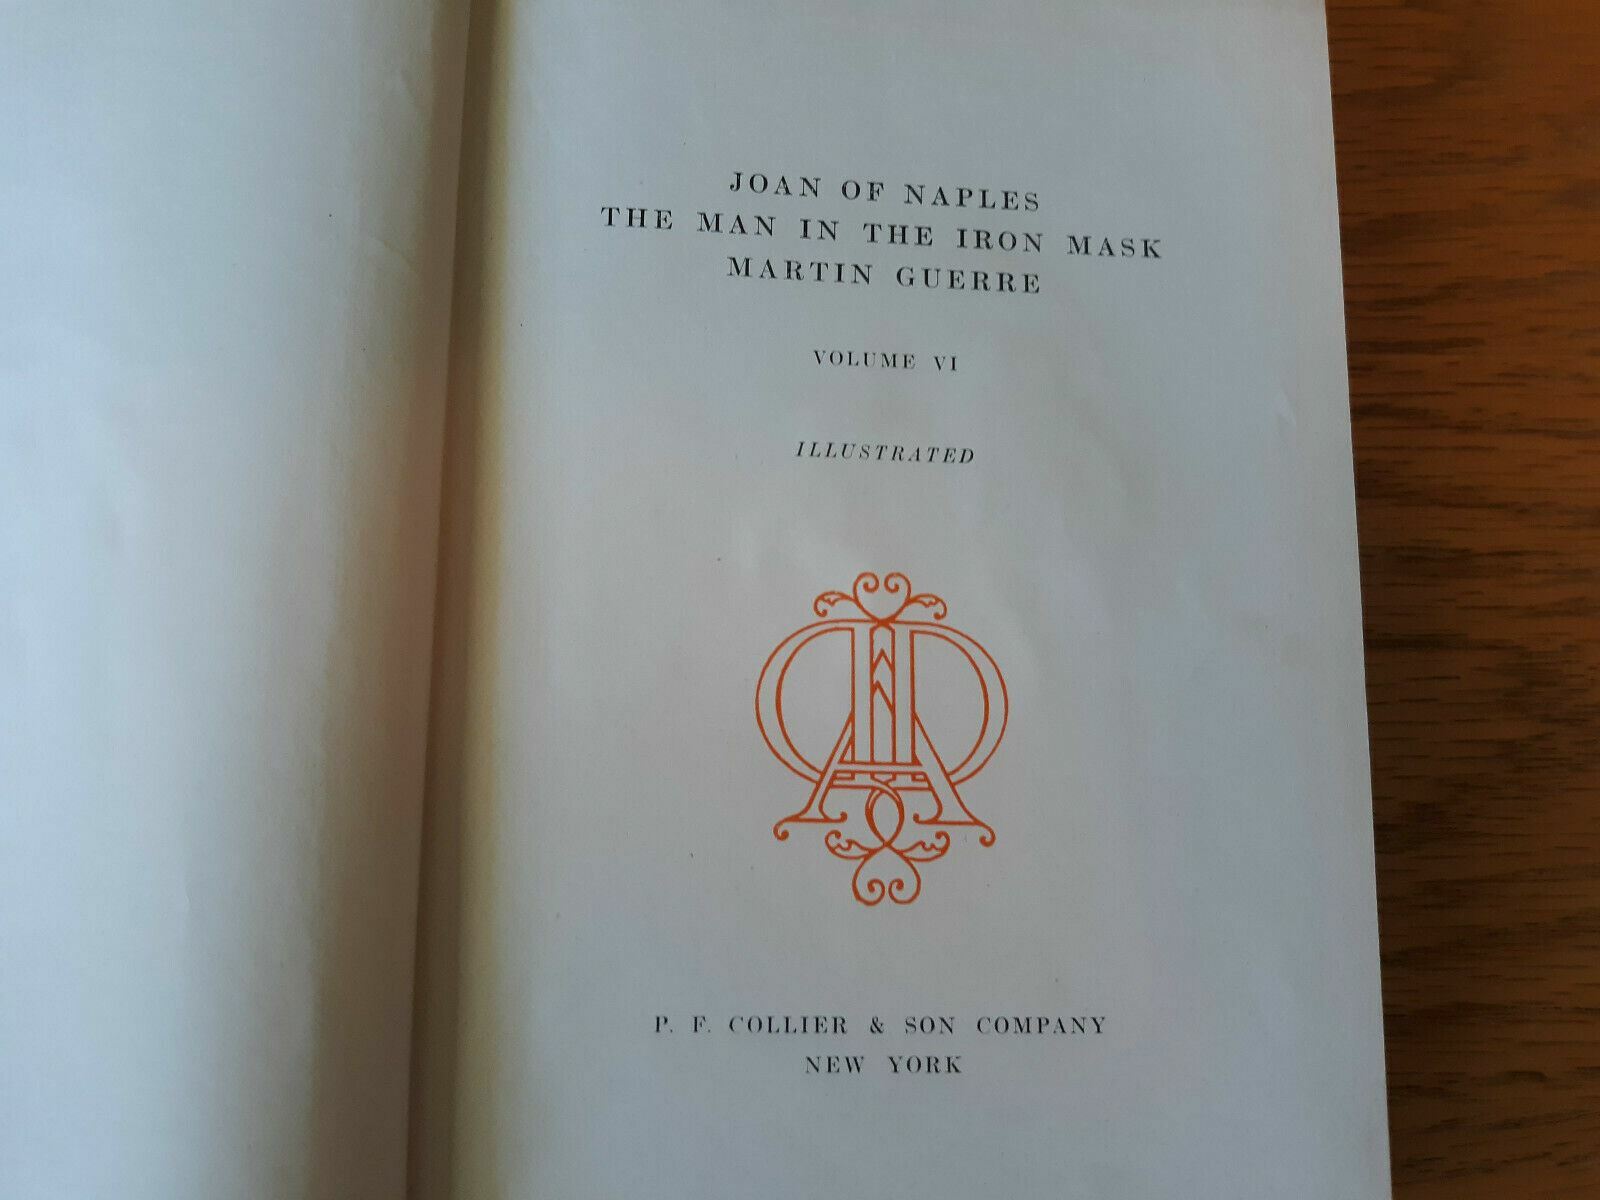 JOAN OF NAPLES
THE MAN IN THE IRON MASK
MARTIN GUERRE
VOLUME VI
ILLUSTRATED
P. F. COLLIER & SON COMPANY
NEW YORK